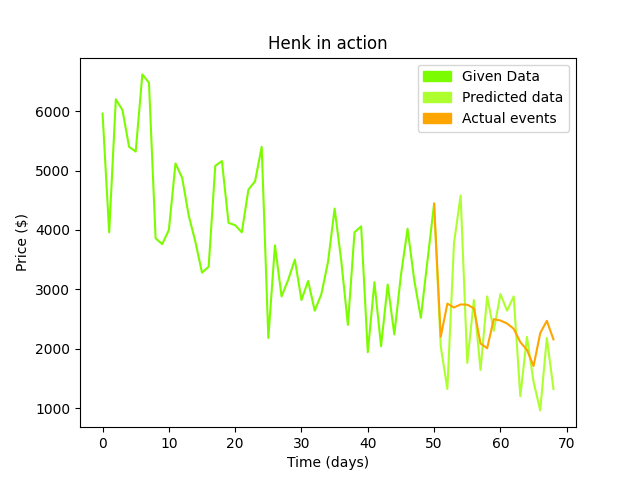 Henk in action
Given Data
Predicted data
Actual events
6000
5000
4000
3000
2000
1000
Price ($)
0 10 20 30 40 50 60 70
Time (days)